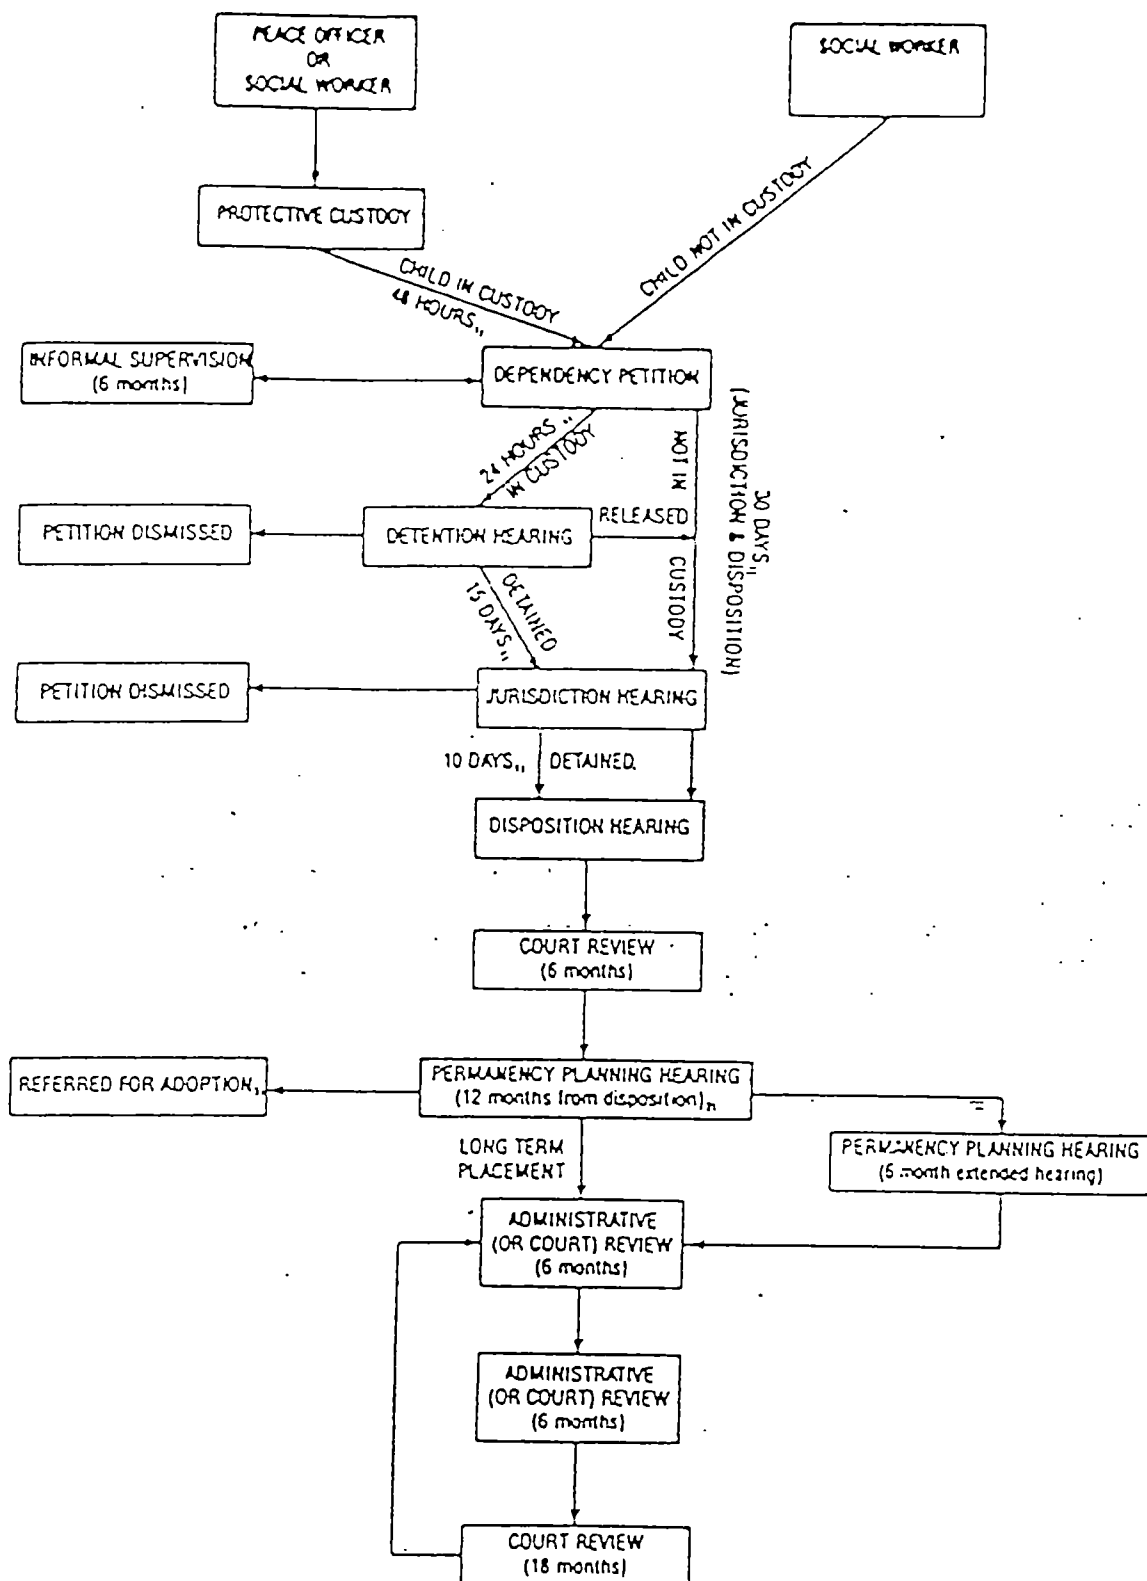 PEACE OFFICER
OR
SOCIAL WORKER
SOCIAL WORKER
PROTECTIVE CUSTODY
CHILD IN CUSTODY
48 HOURS
CHILD NOT IN CUSTODY
INFORMAL SUPERVISION
(6 months)
DEPENDENCY PETITION
24 HOURS
IN CUSTODY
NOT IN
CUSTODY
30 DAYS
(JURISDICTION & DISPOSITION)
PETITION DISMISSED
DETENTION HEARING
RELEASED
DETAINED
15 DAYS
PETITION DISMISSED
JURISDICTION HEARING
10 DAYS
DETAINED
DISPOSITION HEARING
COURT REVIEW
(6 months)
REFERRED FOR ADOPTION
PERMANENCY PLANNING HEARING
(12 months from disposition)
LONG TERM
PLACEMENT
PERMANENCY PLANNING HEARING
(6 month extended hearing)
ADMINISTRATIVE
(OR COURT) REVIEW
(6 months)
ADMINISTRATIVE
(OR COURT) REVIEW
(6 months)
COURT REVIEW
(18 months)